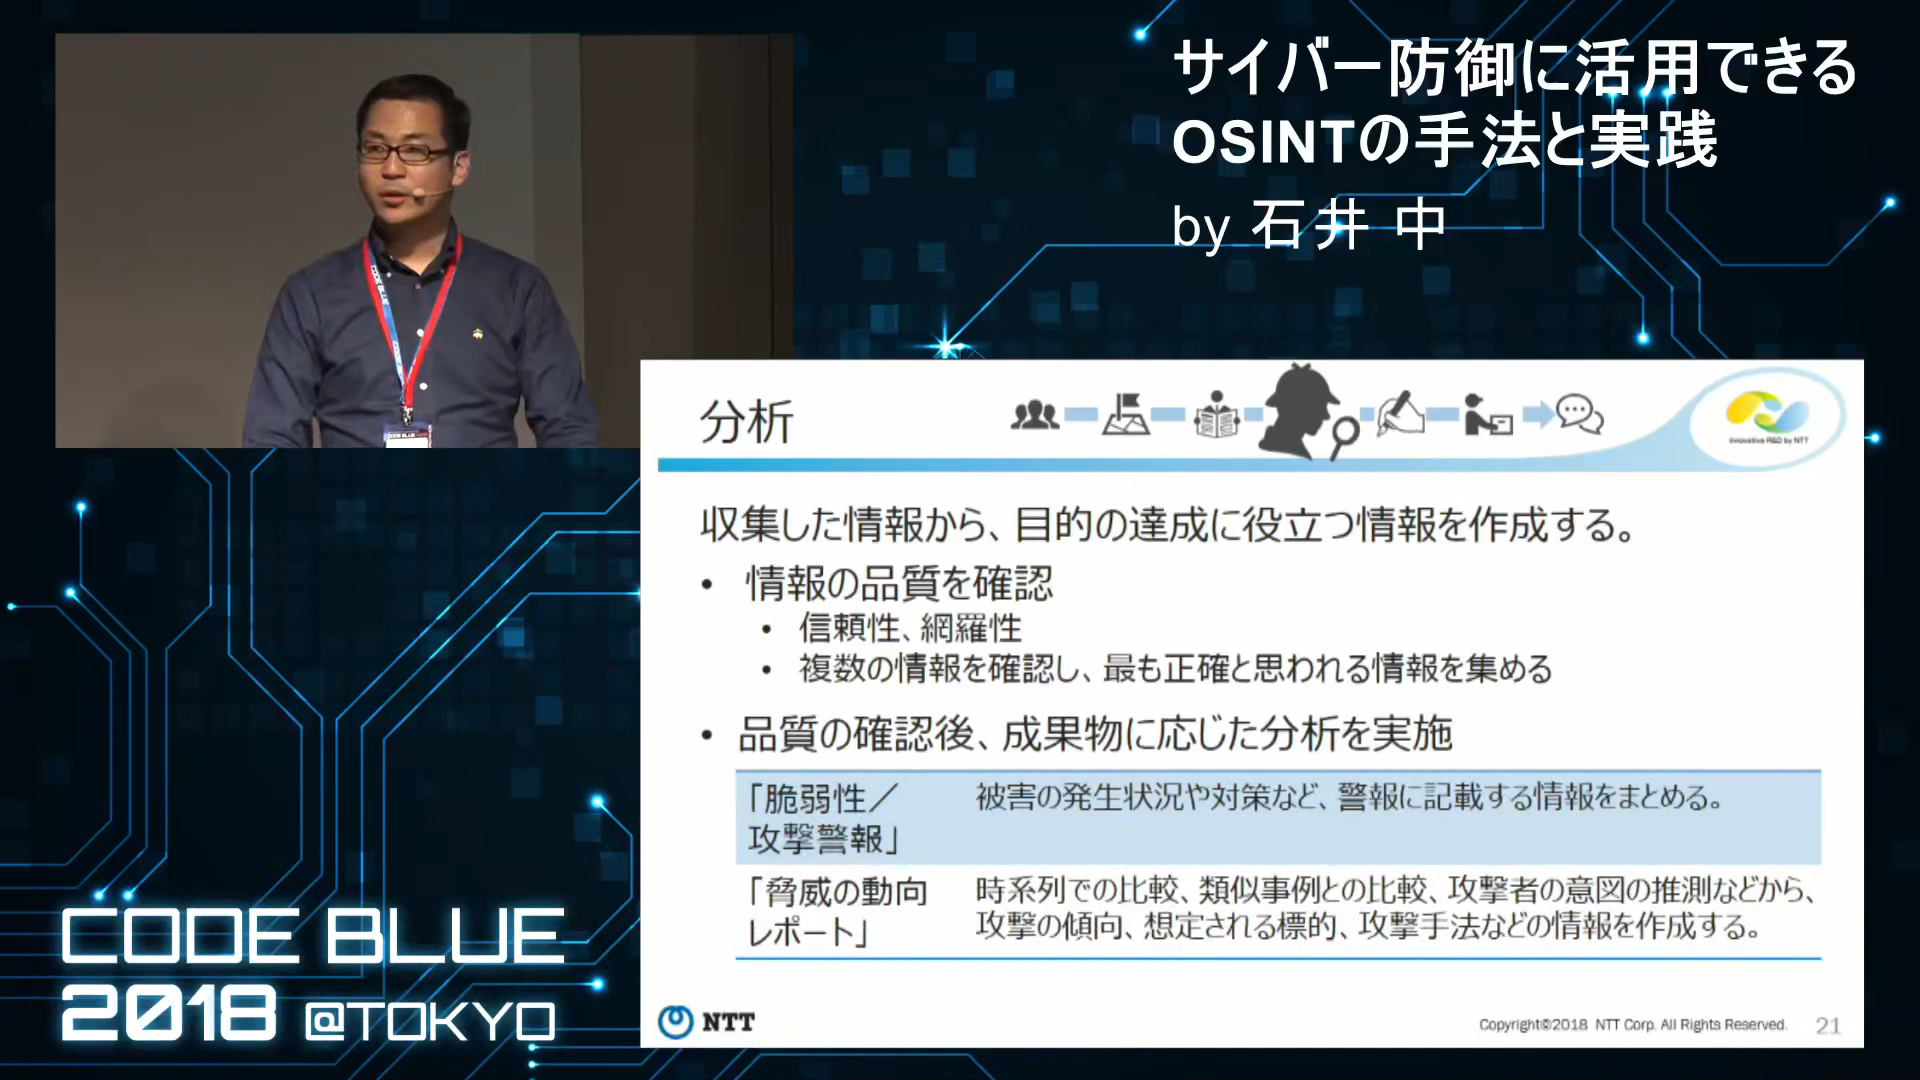 サイバー防御に活用できる
OSINTの手法と実践
by 石井 中
CODE BLUE
CODE BLUE
分析
Innovative R&D by NTT
収集した情報から、目的の達成に役立つ情報を作成する。
• 情報の品質を確認
• 信頼性、網羅性
• 複数の情報を確認し、最も正確と思われる情報を集める
• 品質の確認後、成果物に応じた分析を実施
「脆弱性／
攻撃警報」
被害の発生状況や対策など、警報に記載する情報をまとめる。
「脅威の動向
レポート」
時系列での比較、類似事例との比較、攻撃者の意図の推測などから、
攻撃の傾向、想定される標的、攻撃手法などの情報を作成する。
NTT
Copyright©2018 NTT Corp. All Rights Reserved.
21
CODE BLUE
2018 @TOKYO